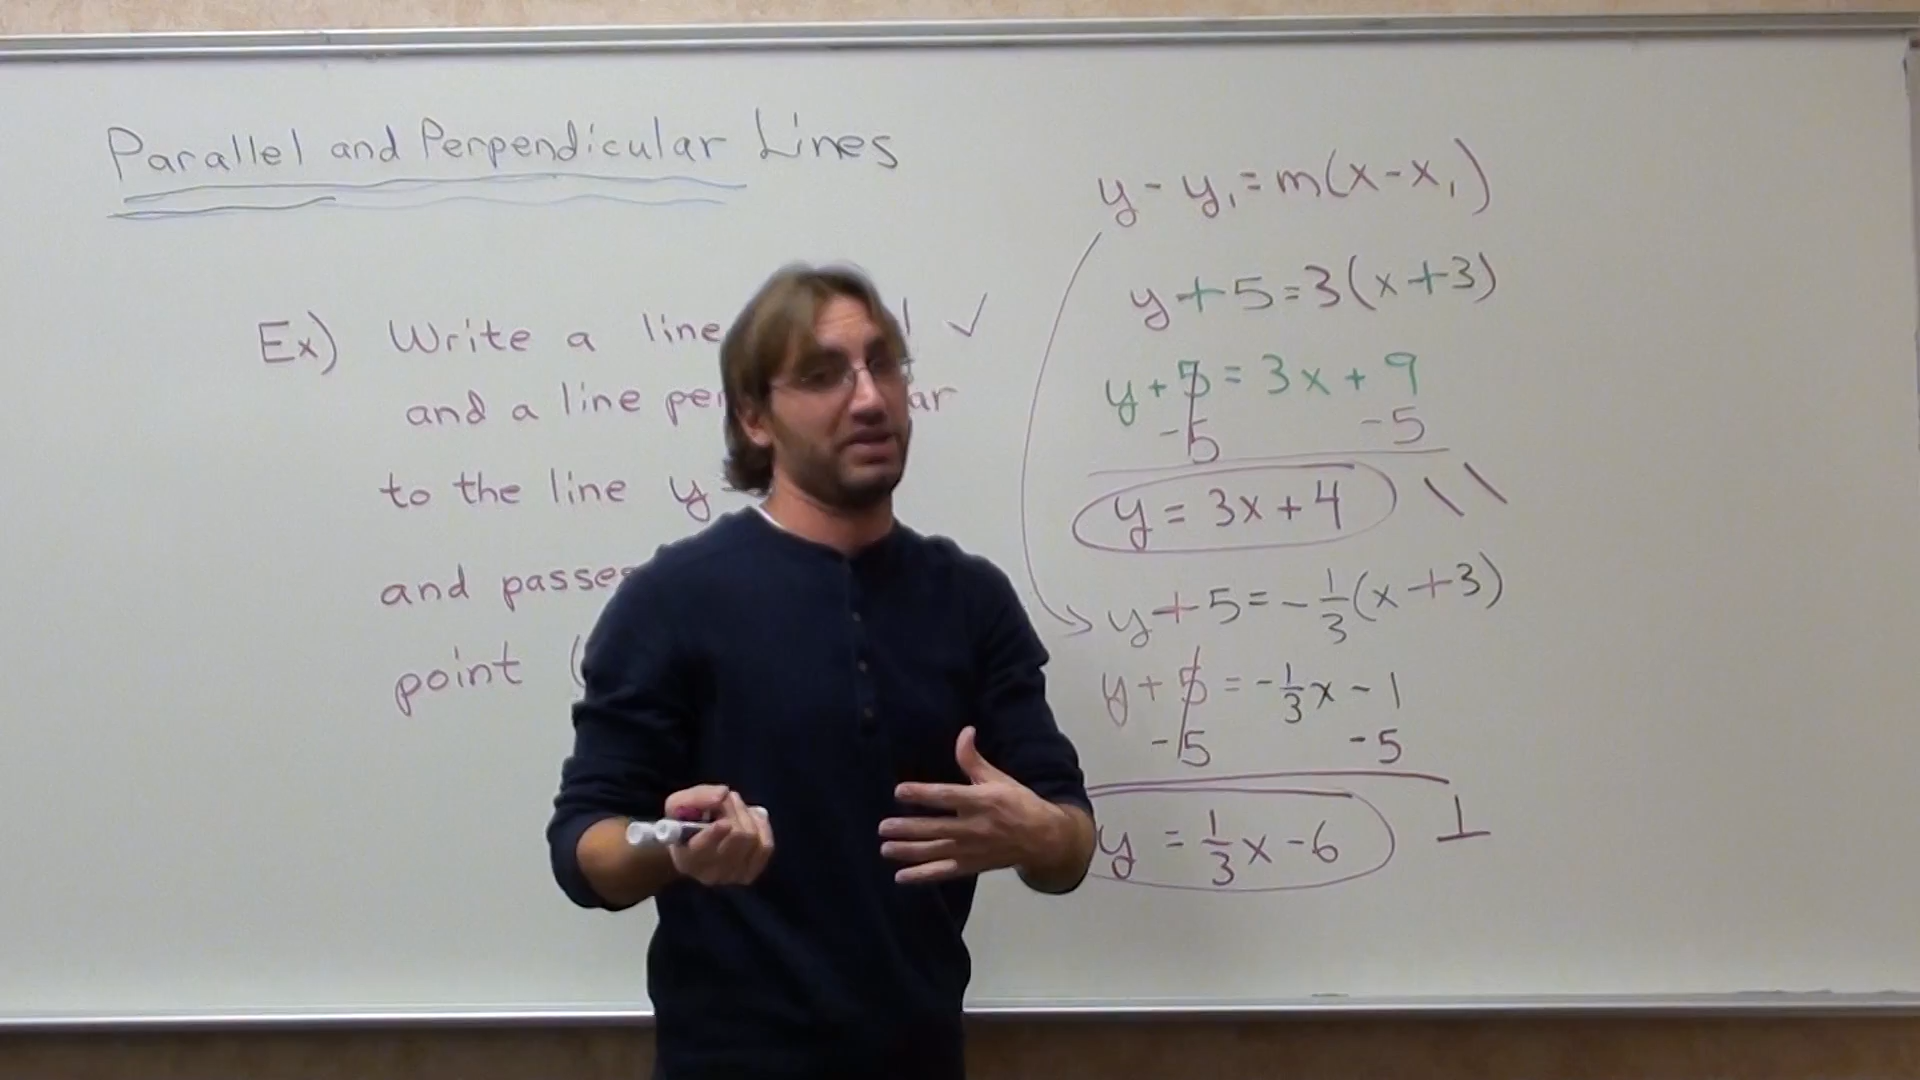 Parallel and Perpendicular Lines
Ex) Write a line ✓
and a line
to the line y
and
point (
y - y₁ = m(x - x₁)
y + 5 = 3(x + 3)
y + 5 = 3x + 9
-5 -5
y = 3x + 4 \\
y + 5 = -1/3(x + 3)
y + 5 = -1/3x - 1
-5 -5
y = 1/3x - 6 ⊥